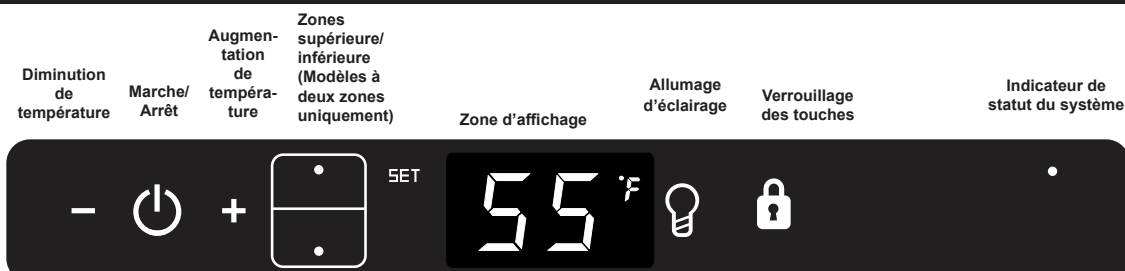 Diminution
de
température
Marche/
Arrêt
Augmen-
tation
de
tempéra-
ture
Zones
supérieure/
inférieure
(Modèles à
deux zones
uniquement)
Zone d'affichage
Allumage
d'éclairage
Verrouillage
des touches
Indicateur de
statut du système
SET
55°F